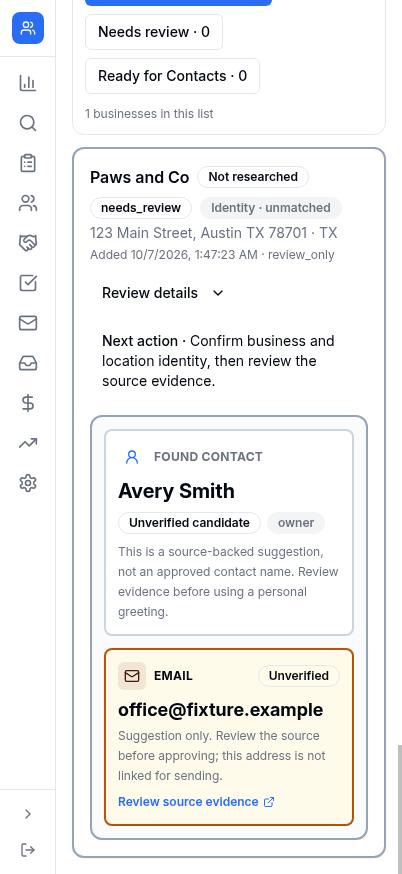 Needs review · 0
Ready for Contacts · 0
1 businesses in this list
Paws and Co
Not researched
needs_review
Identity · unmatched
123 Main Street, Austin TX 78701 · TX
Added 10/7/2026, 1:47:23 AM · review_only
Review details
Next action · Confirm business and
location identity, then review the
source evidence.
FOUND CONTACT
Avery Smith
Unverified candidate
owner
This is a source-backed suggestion,
not an approved contact name. Review
evidence before using a personal
greeting.
EMAIL
Unverified
office@fixture.example
Suggestion only. Review the source
before approving; this address is not
linked for sending.
Review source evidence